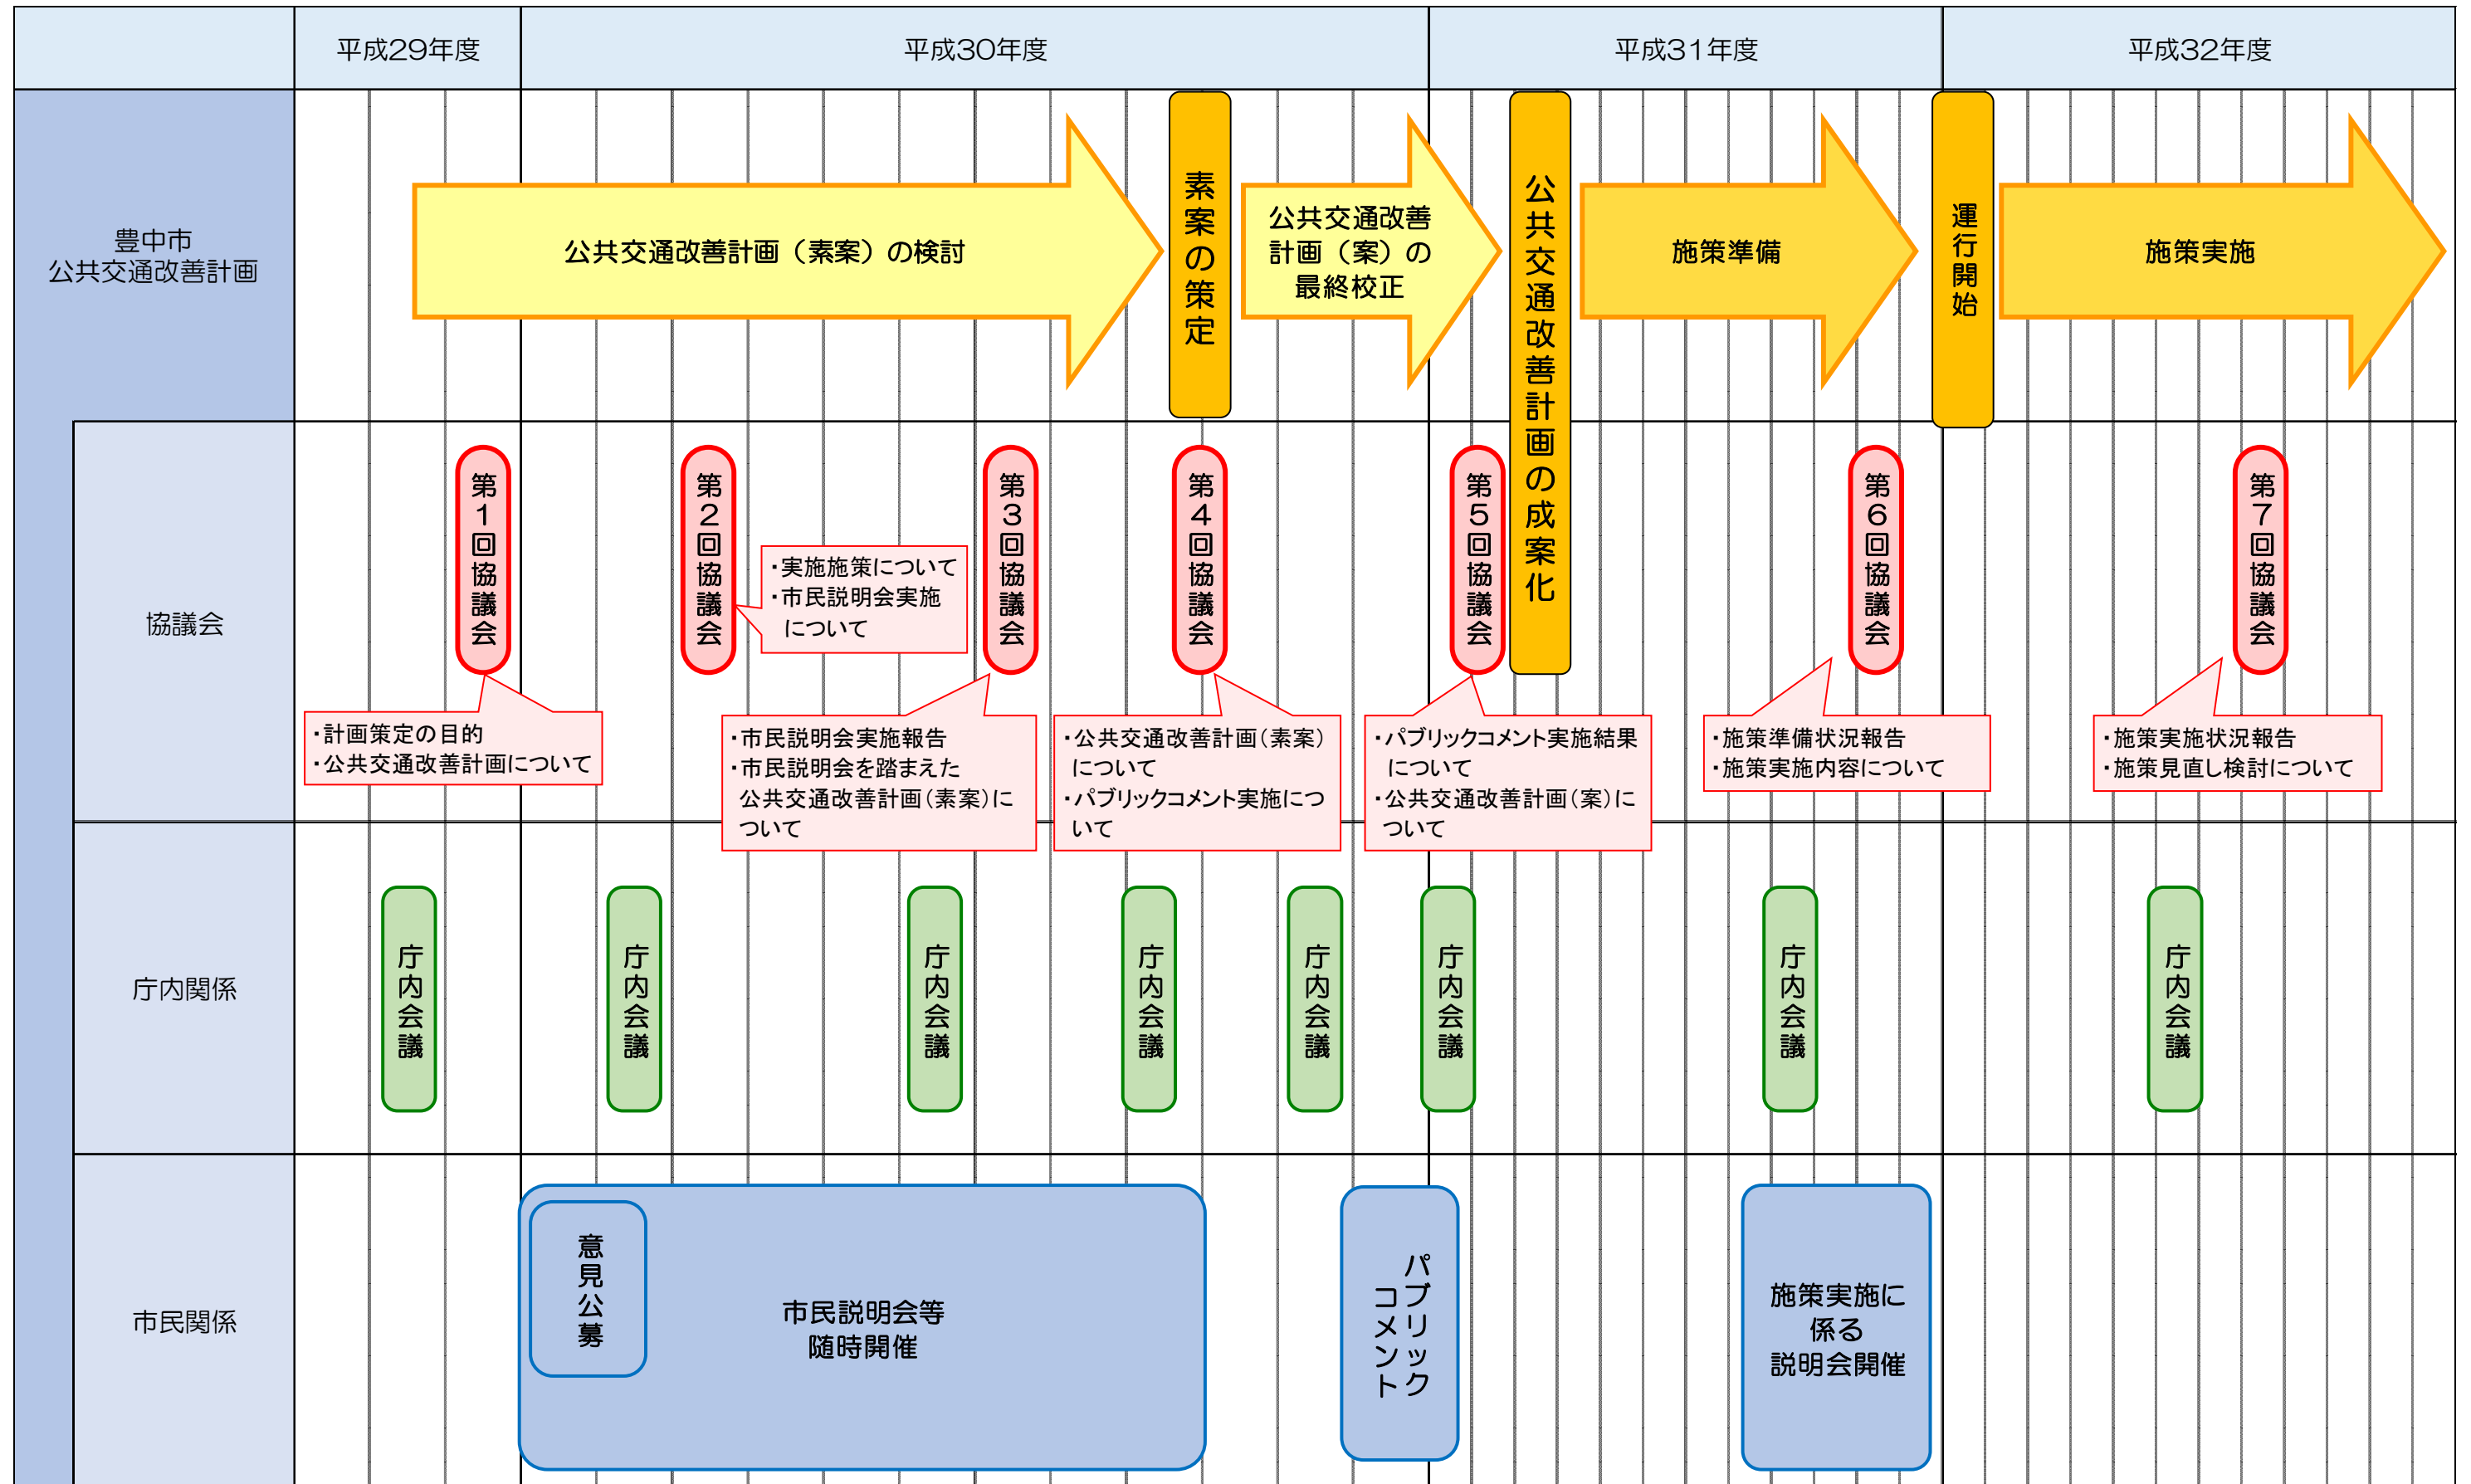 平成29年度
平成30年度
平成31年度
平成32年度
豊中市
公共交通改善計画
公共交通改善計画（素案）の検討
素案の策定
公共交通改善
計画（案）の
最終校正
公共交通改善計画の成案化
施策準備
運行開始
施策実施
協議会
第1回協議会
第2回協議会
第3回協議会
第4回協議会
第5回協議会
第6回協議会
第7回協議会
・実施施策について
・市民説明会実施
について
・計画策定の目的
・公共交通改善計画について
・市民説明会実施報告
・市民説明会を踏まえた
公共交通改善計画（素案）に
ついて
・公共交通改善計画（素案）
について
・パブリックコメント実施につ
いて
・パブリックコメント実施結果
について
・公共交通改善計画（案）に
ついて
・施策準備状況報告
・施策実施内容について
・施策実施状況報告
・施策見直し検討について
庁内関係
庁内会議
庁内会議
庁内会議
庁内会議
庁内会議
庁内会議
庁内会議
庁内会議
市民関係
意見公募
市民説明会等
随時開催
パブリック
コメント
施策実施に
係る
説明会開催